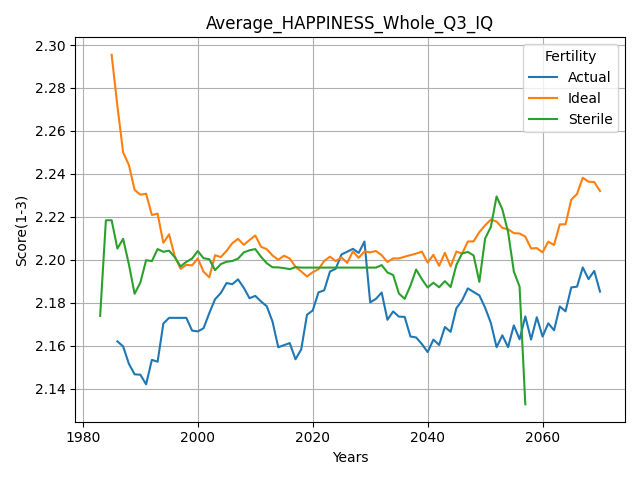 Average_HAPPINESS_Whole_Q3_IQ
2.30
2.28
2.26
2.24
2.22
2.20
2.18
2.16
2.14
Score(1-3)
Fertility
Actual
Ideal
Sterile
1980
2000
2020
2040
2060
Years